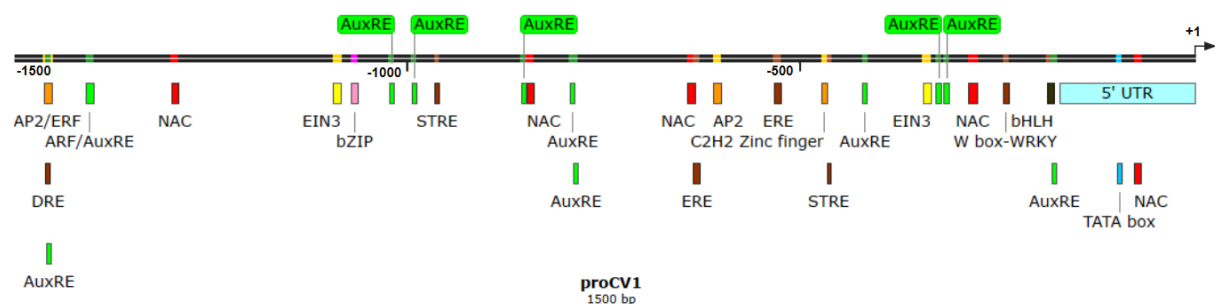 AuxRE AuxRE AuxRE AuxRE
+1
-1500 -1000 -500
5' UTR
AP2/ERF NAC EIN3 STRE NAC NAC AP2 ERE EIN3 NAC bHLH
ARF/AuxRE bZIP AuxRE C2H2 Zinc finger AuxRE W box-WRKY
DRE AuxRE ERE STRE AuxRE NAC
TATA box
AuxRE
proCV1
1500 bp